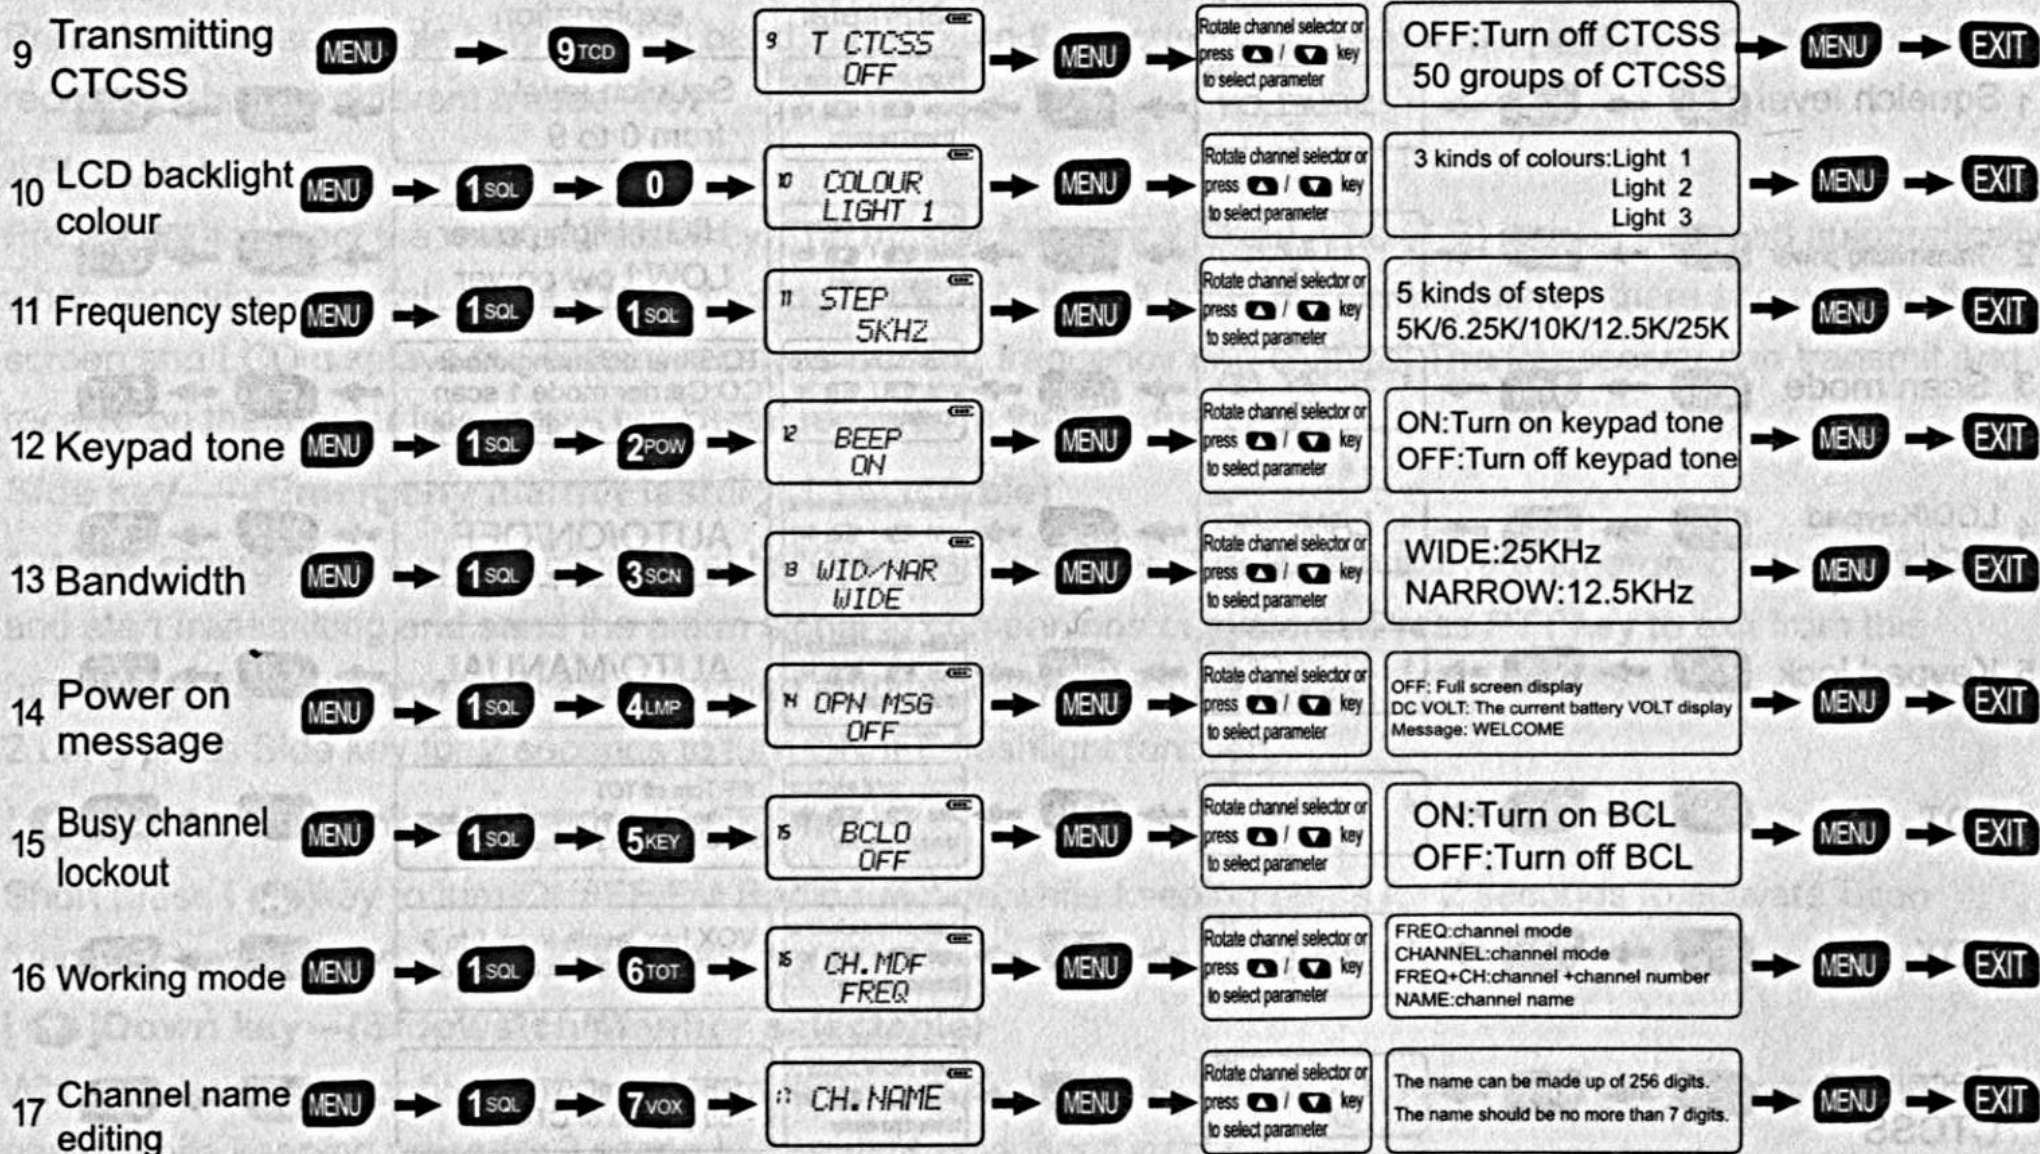 9 Transmitting CTCSS MENU 9TCD 9 T CTCSS OFF MENU Rotate channel selector or press / key to select parameter OFF:Turn off CTCSS 50 groups of CTCSS MENU EXIT
10 LCD backlight colour MENU 1SQL 0 10 COLOUR LIGHT 1 MENU Rotate channel selector or press / key to select parameter 3 kinds of colours:Light 1 Light 2 Light 3 MENU EXIT
11 Frequency step MENU 1SQL 1SQL 11 STEP 5KHZ MENU Rotate channel selector or press / key to select parameter 5 kinds of steps 5K/6.25K/10K/12.5K/25K MENU EXIT
12 Keypad tone MENU 1SQL 2POW 12 BEEP ON MENU Rotate channel selector or press / key to select parameter ON:Turn on keypad tone OFF:Turn off keypad tone MENU EXIT
13 Bandwidth MENU 1SQL 3SCN 13 WID/NAR WIDE MENU Rotate channel selector or press / key to select parameter WIDE:25KHz NARROW:12.5KHz MENU EXIT
14 Power on message MENU 1SQL 4LMP 14 OPN MSG OFF MENU Rotate channel selector or press / key to select parameter OFF: Full screen display DC VOLT: The current battery VOLT display Message: WELCOME MENU EXIT
15 Busy channel lockout MENU 1SQL 5KEY 15 BCLO OFF MENU Rotate channel selector or press / key to select parameter ON:Turn on BCL OFF:Turn off BCL MENU EXIT
16 Working mode MENU 1SQL 6TOT 16 CH.MDF FREQ MENU Rotate channel selector or press / key to select parameter FREQ:channel mode CHANNEL:channel mode FREQ+CH:channel +channel number NAME:channel name MENU EXIT
17 Channel name editing MENU 1SQL 7VOX 17 CH.NAME MENU Rotate channel selector or press / key to select parameter The name can be made up of 256 digits. The name should be no more than 7 digits. MENU EXIT